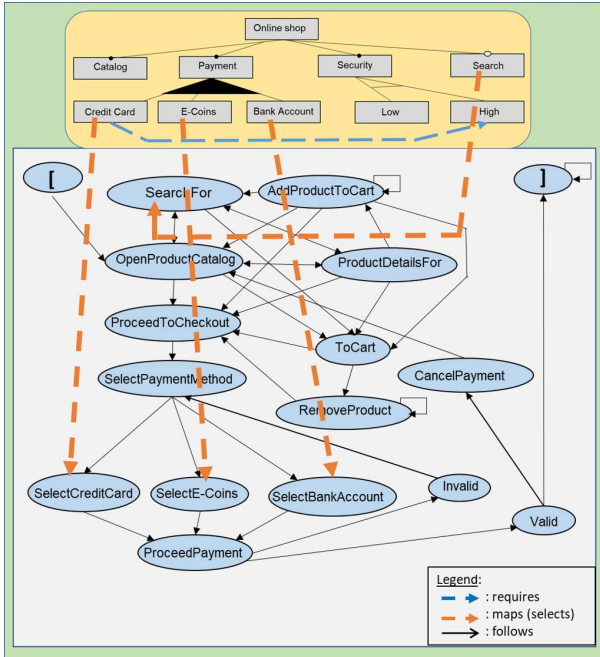 Online shop
Catalog Payment Security Search
Credit Card E-Coins Bank Account Low High
[ ]
SearchFor AddProductToCart
OpenProductCatalog ProductDetailsFor
ProceedToCheckout
ToCart
SelectPaymentMethod CancelPayment
RemoveProduct
SelectCreditCard SelectE-Coins SelectBankAccount Invalid
Valid
ProceedPayment
Legend:
: requires
: maps (selects)
: follows